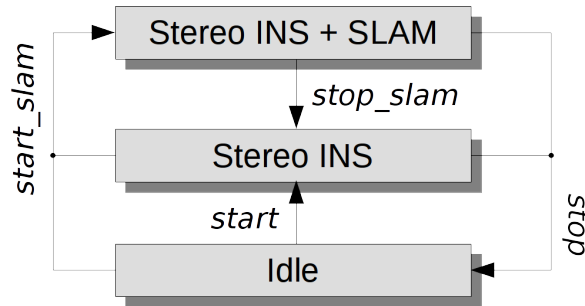 Stereo INS + SLAM
start_slam
stop_slam
Stereo INS
start
stop
Idle